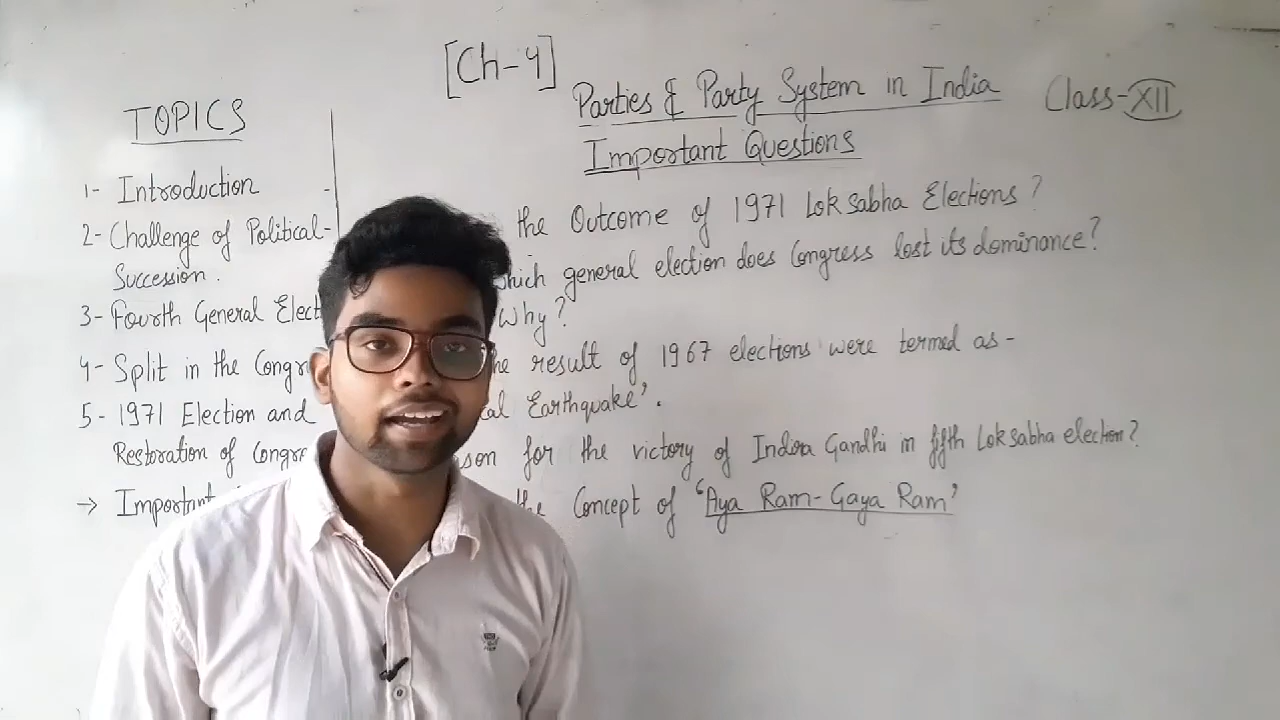 [Ch-4]
Parties & Party System in India
Class-XII
Important Questions
TOPICS
1- Introduction -
2- Challenge of Political-
Succession.
3- Fourth General Elect
4- Split in the Congr
5- 1971 Election and
Restoration of Congre
→ Important
the Outcome of 1971 Lok sabha Elections?
which general election does Congress lost its dominance?
Why?
result of 1967 elections were termed as-
cal Earthquake'.
son for the victory of Indira Gandhi in fifth Lok sabha election?
the Concept of 'Aya Ram-Gaya Ram'